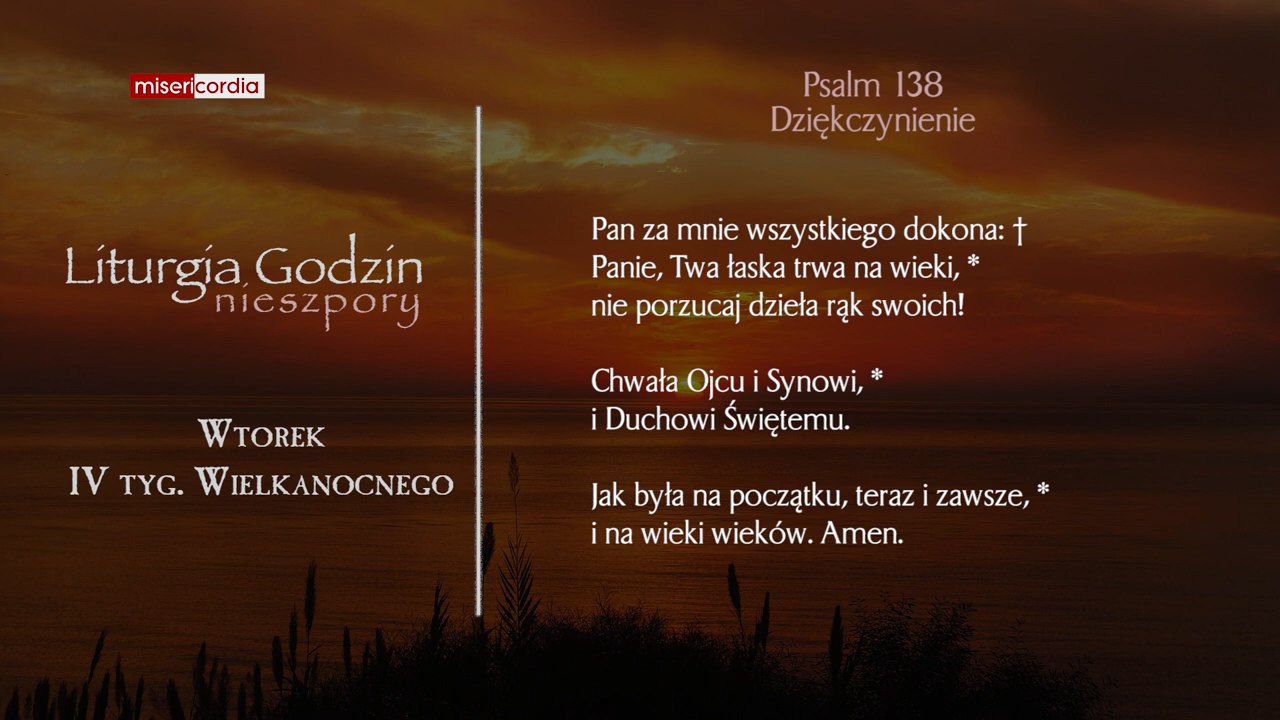 misericordia
Liturgia Godzin
nieszpory
Wtorek
IV tyg. Wielkanocnego
Psalm 138
Dziękczynienie
Pan za mnie wszystkiego dokona: †
Panie, Twa łaska trwa na wieki, *
nie porzucaj dzieła rąk swoich!
Chwała Ojcu i Synowi, *
i Duchowi Świętemu.
Jak była na początku, teraz i zawsze, *
i na wieki wieków. Amen.